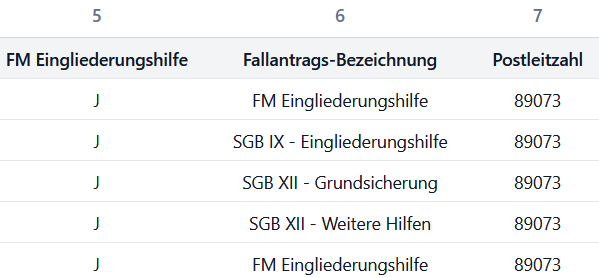 5 6 7
FM Eingliederungshilfe Fallantrags-Bezeichnung Postleitzahl
J FM Eingliederungshilfe 89073
J SGB IX - Eingliederungshilfe 89073
J SGB XII - Grundsicherung 89073
J SGB XII - Weitere Hilfen 89073
J FM Eingliederungshilfe 89073